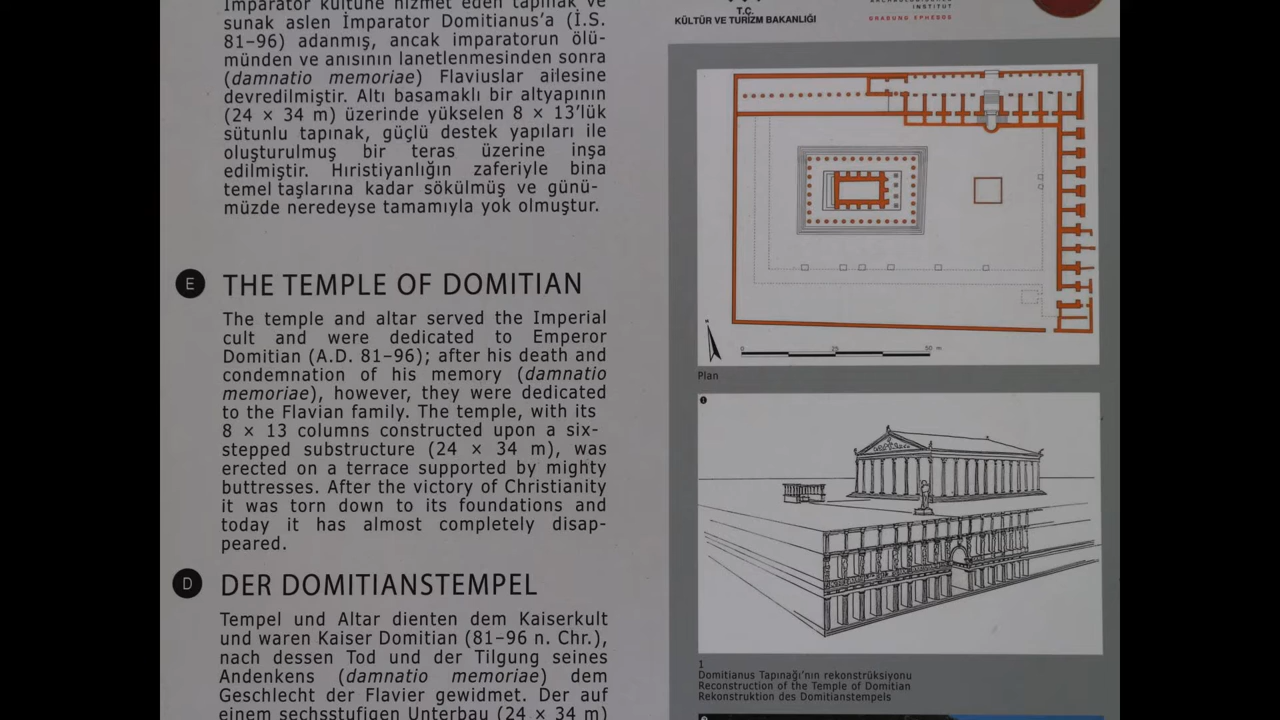 İmparator kültüne hizmet eden tapınak ve
sunak aslen İmparator Domitianus'a (İ.S.
81–96) adanmış, ancak imparatorun ölü-
münden ve anısının lanetlenmesinden sonra
(damnatio memoriae) Flaviuslar ailesine
devredilmiştir. Altı basamaklı bir altyapının
(24 × 34 m) üzerinde yükselen 8 × 13'lük
sütunlu tapınak, güçlü destek yapıları ile
oluşturulmuş bir teras üzerine inşa
edilmiştir. Hıristiyanlığın zaferiyle bina
temel taşlarına kadar sökülmüş ve günü-
müzde neredeyse tamamıyla yok olmuştur.
E THE TEMPLE OF DOMITIAN
The temple and altar served the Imperial
cult and were dedicated to Emperor
Domitian (A.D. 81–96); after his death and
condemnation of his memory (damnatio
memoriae), however, they were dedicated
to the Flavian family. The temple, with its
8 × 13 columns constructed upon a six-
stepped substructure (24 × 34 m), was
erected on a terrace supported by mighty
buttresses. After the victory of Christianity
it was torn down to its foundations and
today it has almost completely disap-
peared.
D DER DOMITIANSTEMPEL
Tempel und Altar dienten dem Kaiserkult
und waren Kaiser Domitian (81–96 n. Chr.),
nach dessen Tod und der Tilgung seines
Andenkens (damnatio memoriae) dem
Geschlecht der Flavier gewidmet. Der auf
einem sechsstufigen Unterbau (24 × 34 m)
T.C.
KÜLTÜR VE TURİZM BAKANLIĞI
INSTITUT
GRABUNG EPHESOS
0 25 50 m
Plan
1
1
Domitianus Tapınağı'nın rekonstrüksiyonu
Reconstruction of the Temple of Domitian
Rekonstruktion des Domitianstempels